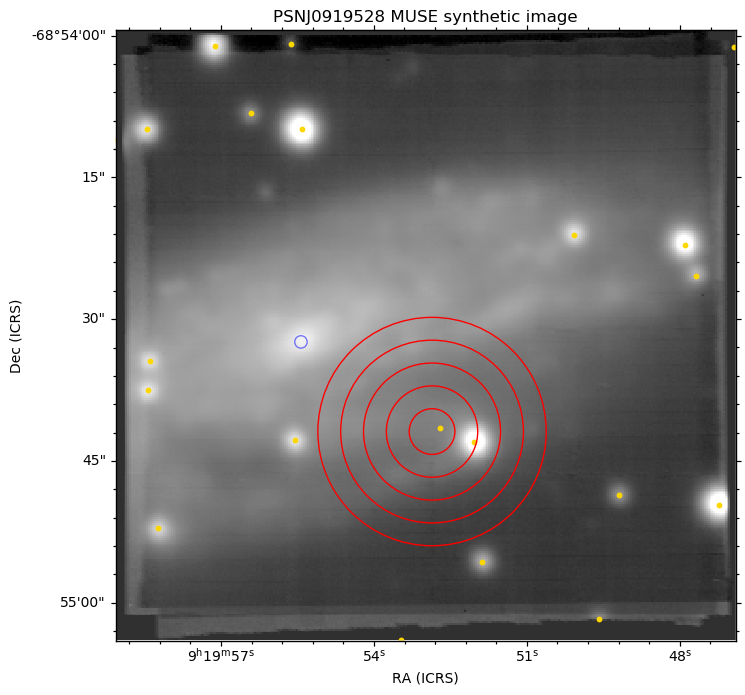 PSNJ0919528 MUSE synthetic image
-68°54'00"
15"
30"
45"
55'00"
Dec (ICRS)
9ʰ19ᵐ57ˢ 54ˢ 51ˢ 48ˢ
RA (ICRS)